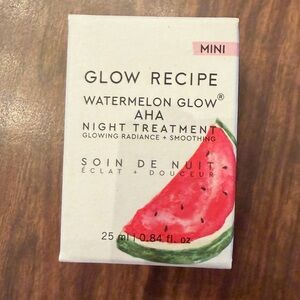 MINI
GLOW RECIPE
WATERMELON GLOW®
AHA
NIGHT TREATMENT
GLOWING RADIANCE + SMOOTHING
SOIN DE NUIT
ÉCLAT + DOUCEUR
25 ml | 0.84 fl. oz